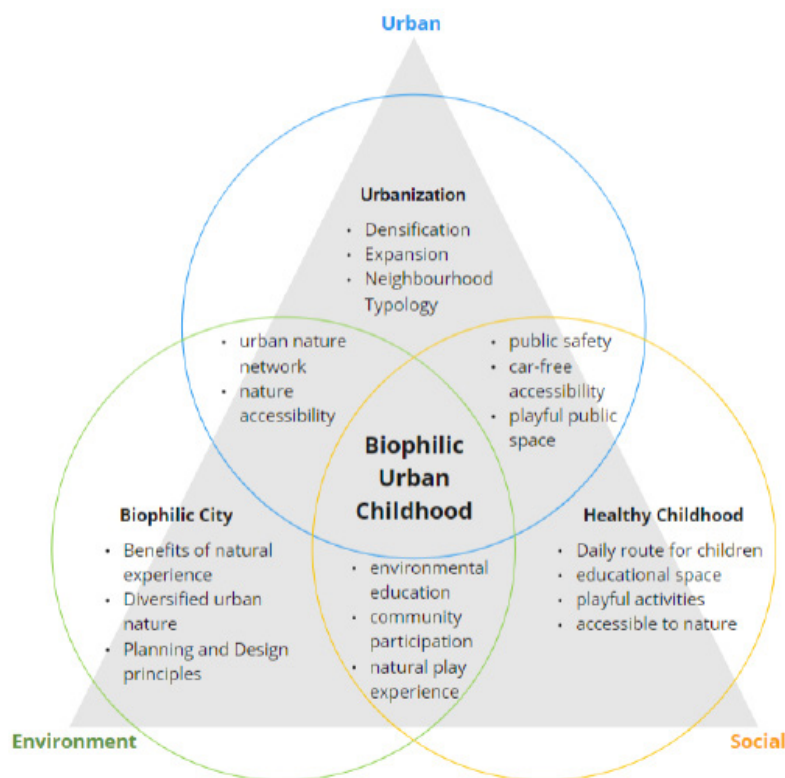 Urban
Urbanization
• Densification
• Expansion
• Neighbourhood
Typology
• urban nature
network
• nature
accessibility
• public safety
• car-free
accessibility
• playful public
space
Biophilic
Urban
Childhood
Biophilic City
• Benefits of natural
experience
• Diversified urban
nature
• Planning and Design
principles
• environmental
education
• community
participation
• natural play
experience
Healthy Childhood
• Daily route for children
• educational space
• playful activities
• accessible to nature
Environment
Social